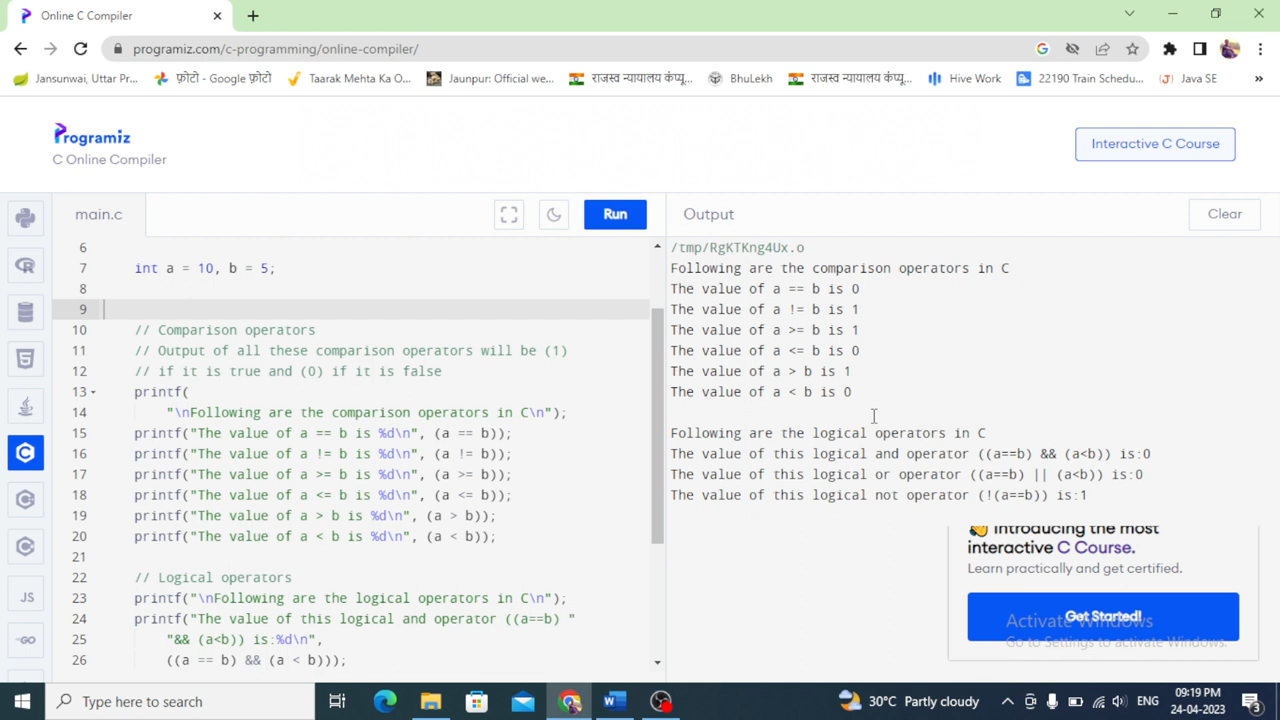 Online C Compiler
programiz.com/c-programming/online-compiler/
Jansunwai, Uttar Pr...
फ़ोटो - Google फ़ोटो
Taarak Mehta Ka O...
Jaunpur: Official we...
राजस्व न्यायालय कंप्यू...
BhuLekh
राजस्व न्यायालय कंप्यू...
Hive Work
22190 Train Schedu...
Java SE
»
Programiz
C Online Compiler
Interactive C Course
main.c
Run
Output
Clear
6
7 int a = 10, b = 5;
8
9
10 // Comparison operators
11 // Output of all these comparison operators will be (1)
12 // if it is true and (0) if it is false
13 printf(
14 "\nFollowing are the comparison operators in C\n");
15 printf("The value of a == b is %d\n", (a == b));
16 printf("The value of a != b is %d\n", (a != b));
17 printf("The value of a >= b is %d\n", (a >= b));
18 printf("The value of a <= b is %d\n", (a <= b));
19 printf("The value of a > b is %d\n", (a > b));
20 printf("The value of a < b is %d\n", (a < b));
21
22 // Logical operators
23 printf("\nFollowing are the logical operators in C\n");
24 printf("The value of this logical and operator ((a==b) "
25 "&& (a<b)) is:%d\n",
26 ((a == b) && (a < b)));
/tmp/RgKTKng4Ux.o
Following are the comparison operators in C
The value of a == b is 0
The value of a != b is 1
The value of a >= b is 1
The value of a <= b is 0
The value of a > b is 1
The value of a < b is 0
Following are the logical operators in C
The value of this logical and operator ((a==b) && (a<b)) is:0
The value of this logical or operator ((a==b) || (a<b)) is:0
The value of this logical not operator (!(a==b)) is:1
Introducing the most
interactive C Course.
Learn practically and get certified.
Get Started!
Activate Windows
Go to Settings to activate Windows.
JS
GO
Type here to search
30°C Partly cloudy
ENG
09:19 PM
24-04-2023
3